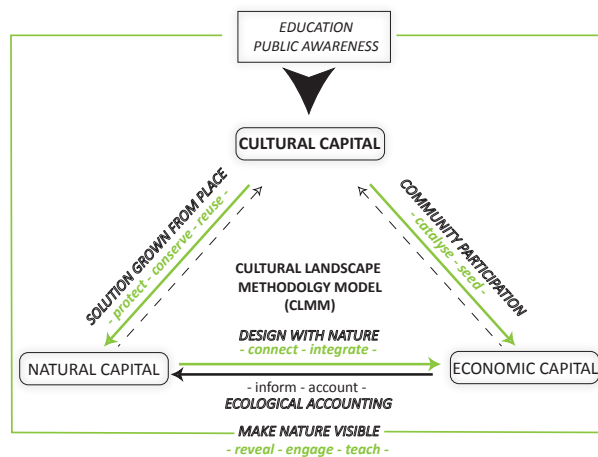 EDUCATION
PUBLIC AWARENESS
CULTURAL CAPITAL
SOLUTION GROWN FROM PLACE
- protect - conserve - reuse -
COMMUNITY PARTICIPATION
- catalyse - seed -
CULTURAL LANDSCAPE
METHODOLGY MODEL
(CLMM)
DESIGN WITH NATURE
- connect - integrate -
NATURAL CAPITAL
ECONOMIC CAPITAL
- inform - account -
ECOLOGICAL ACCOUNTING
MAKE NATURE VISIBLE
- reveal - engage - teach -